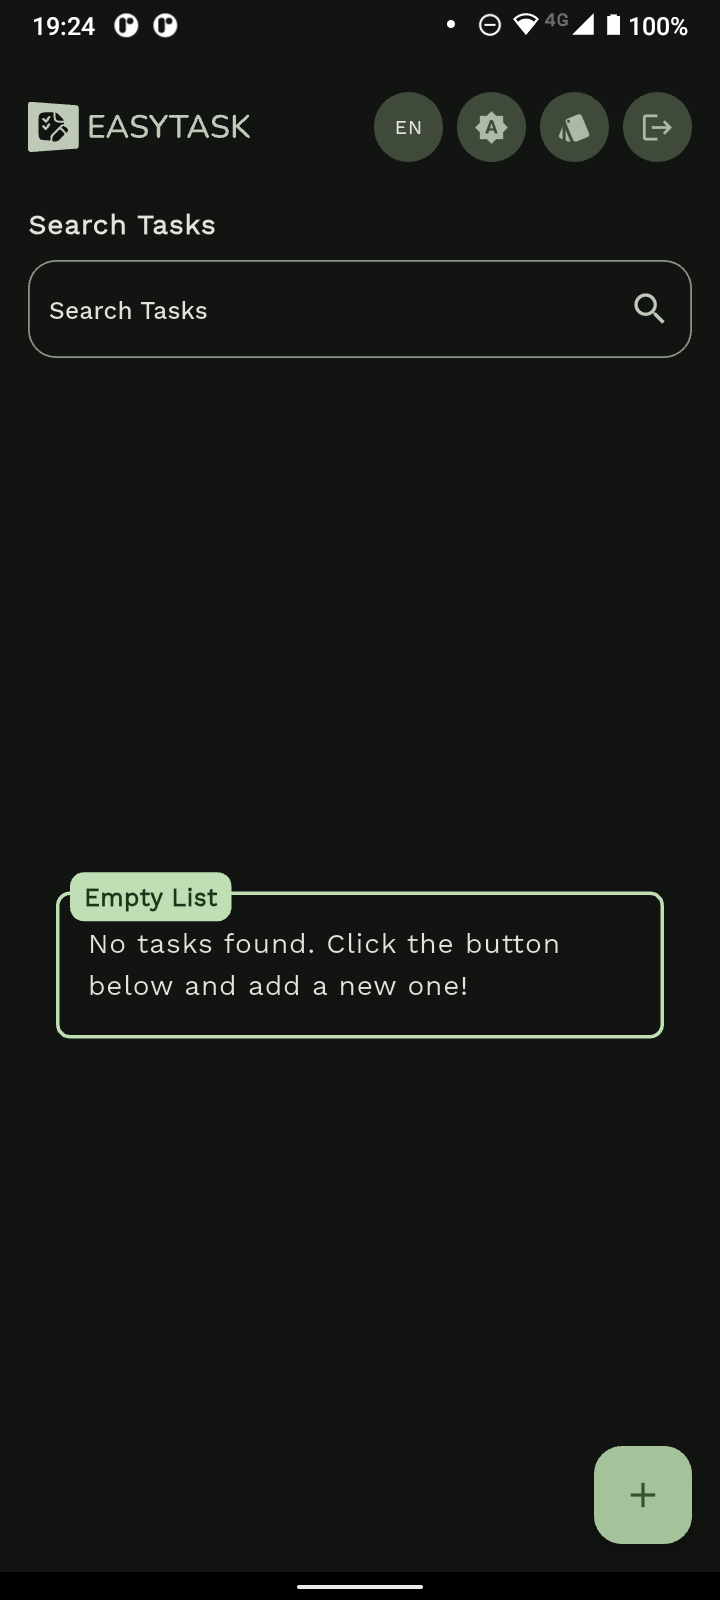 19:24
4G
100%
EASYTASK
EN
A
Search Tasks
Search Tasks
Empty List
No tasks found. Click the button
below and add a new one!